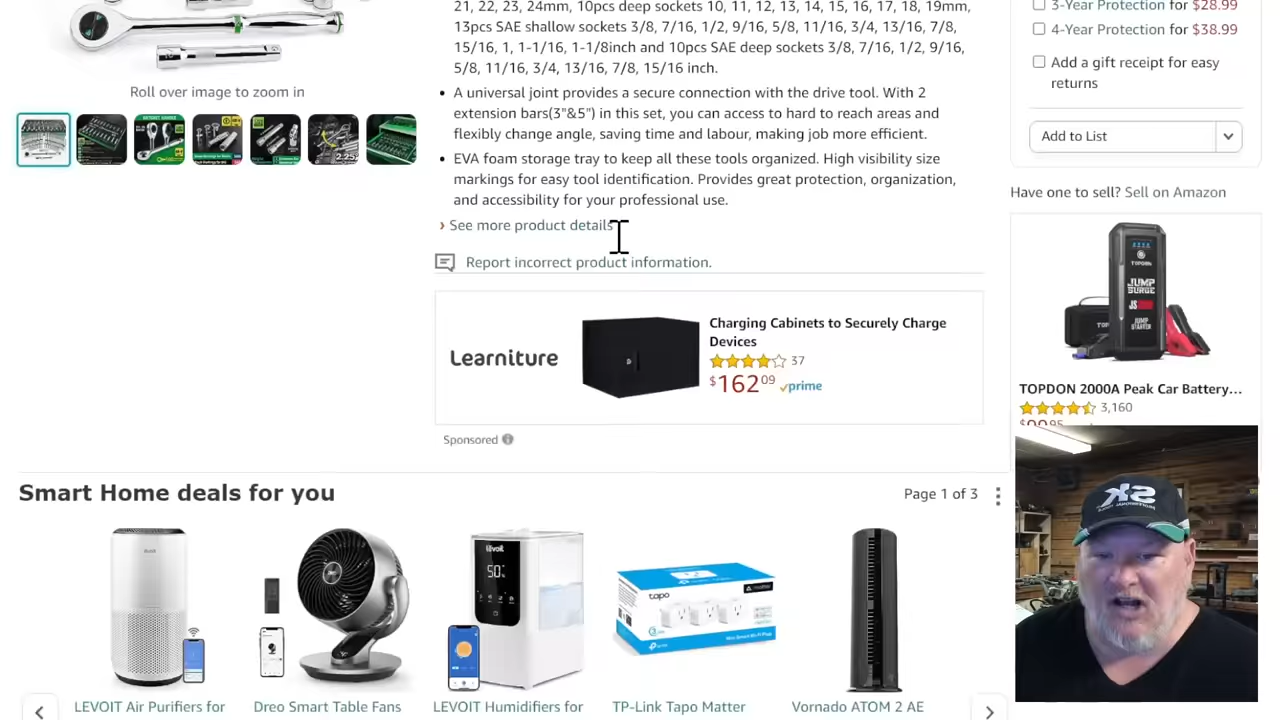 21, 22, 23, 24mm, 10pcs deep sockets 10, 11, 12, 13, 14, 15, 16, 17, 18, 19mm,
13pcs SAE shallow sockets 3/8, 7/16, 1/2, 9/16, 5/8, 11/16, 3/4, 13/16, 7/8,
15/16, 1, 1-1/16, 1-1/8inch and 10pcs SAE deep sockets 3/8, 7/16, 1/2, 9/16,
5/8, 11/16, 3/4, 13/16, 7/8, 15/16 inch.
• A universal joint provides a secure connection with the drive tool. With 2
extension bars(3"&5") in this set, you can access to hard to reach areas and
flexibly change angle, saving time and labour, making job more efficient.
• EVA foam storage tray to keep all these tools organized. High visibility size
markings for easy tool identification. Provides great protection, organization,
and accessibility for your professional use.
› See more product details
Report incorrect product information.
Roll over image to zoom in
2.25
3-Year Protection for $28.99
4-Year Protection for $38.99
Add a gift receipt for easy
returns
Add to List
Have one to sell? Sell on Amazon
TOPDON
JUMP
SURGE
JUMP
STARTER
TOPDON 2000A Peak Car Battery...
3,160
Learniture
Charging Cabinets to Securely Charge
Devices
37
$162 09 prime
Sponsored
SK
Smart Home deals for you
Page 1 of 3
levoit
50%
tapo
LEVOIT Air Purifiers for
Dreo Smart Table Fans
LEVOIT Humidifiers for
TP-Link Tapo Matter
Vornado ATOM 2 AE